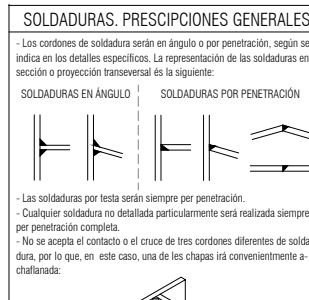 SOLDADURAS. PRESCIPCIONES GENERALES
- Los cordones de soldadura serán en ángulo o por penetración, según se
indica en los detalles específicos. La representación de las soldaduras en
sección o proyección transeversal és la siguiente:
SOLDADURAS EN ÁNGULO
SOLDADURAS POR PENETRACIÓN
- Las soldaduras por testa serán siempre per penetración.
- Cualquier soldadura no detallada particularmente será realizada siempre
per penetración completa.
- No se acepta el contacto o el cruce de tres cordones diferentes de solda-
dura, por lo que, en este caso, una de les chapas irá convenientemente a-
chaflanada: